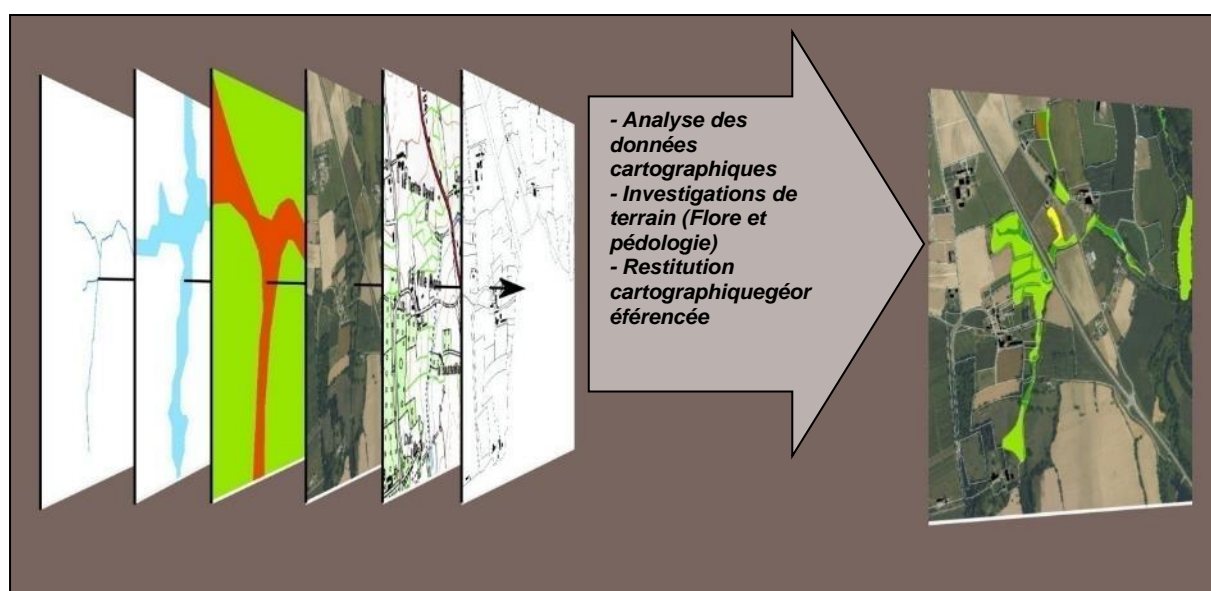 - Analyse des
données
cartographiques
- Investigations de
terrain (Flore et
pédologie)
- Restitution
cartographiquegéor
éférencée